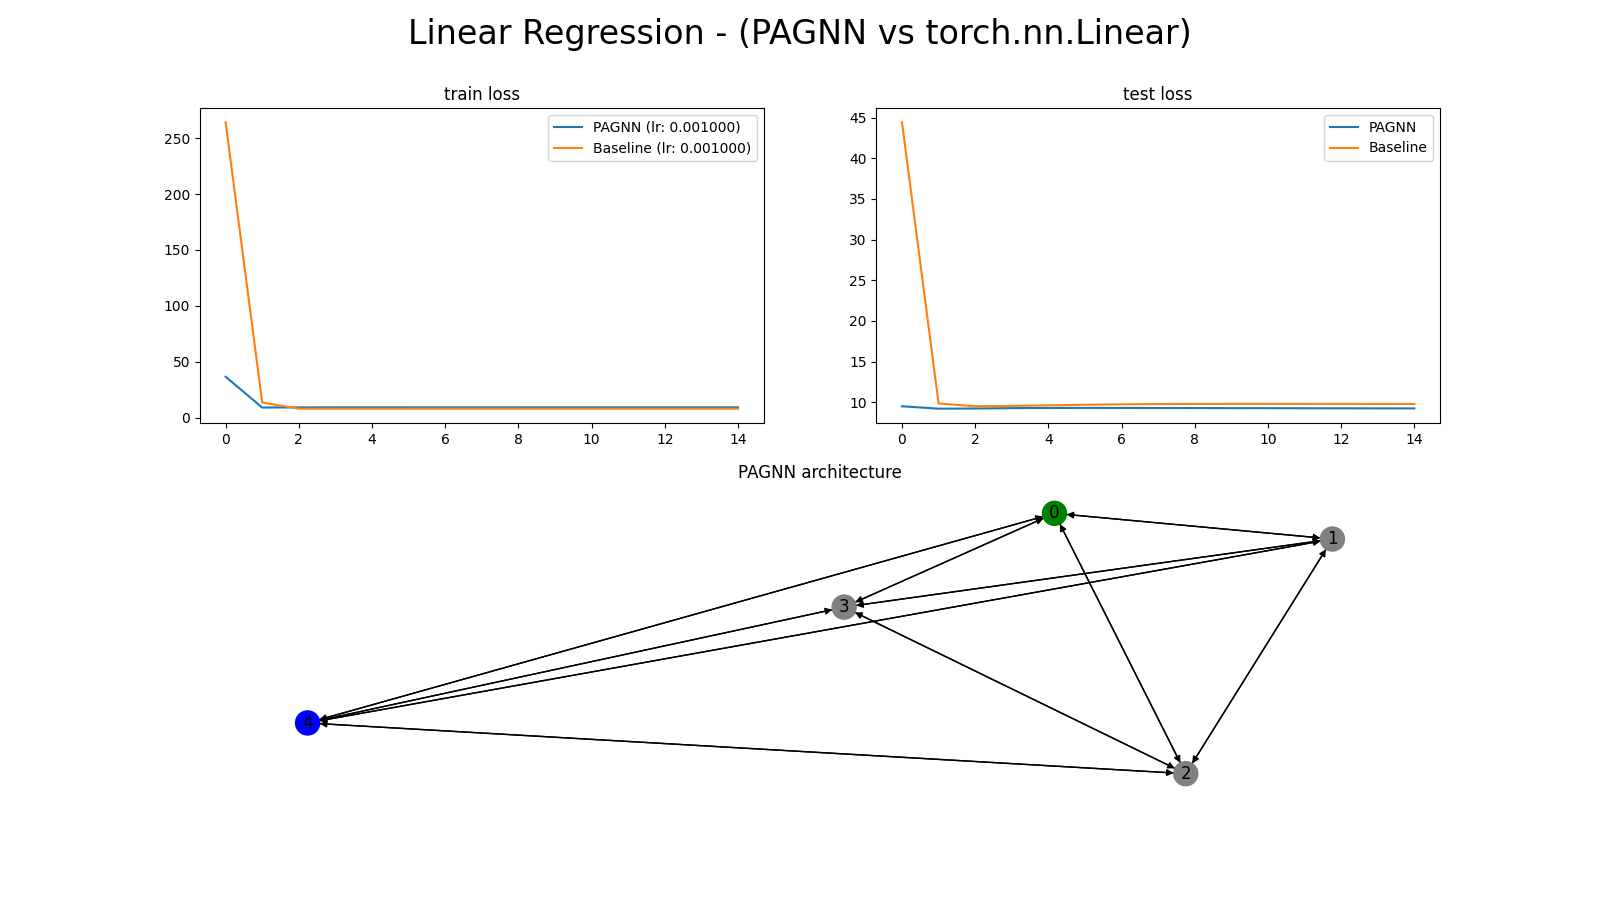 Linear Regression - (PAGNN vs torch.nn.Linear)
train loss
PAGNN (lr: 0.001000)
Baseline (lr: 0.001000)
250
200
150
100
50
0
0 2 4 6 8 10 12 14
test loss
PAGNN
Baseline
45
40
35
30
25
20
15
10
0 2 4 6 8 10 12 14
PAGNN architecture
0
1
3
4
2